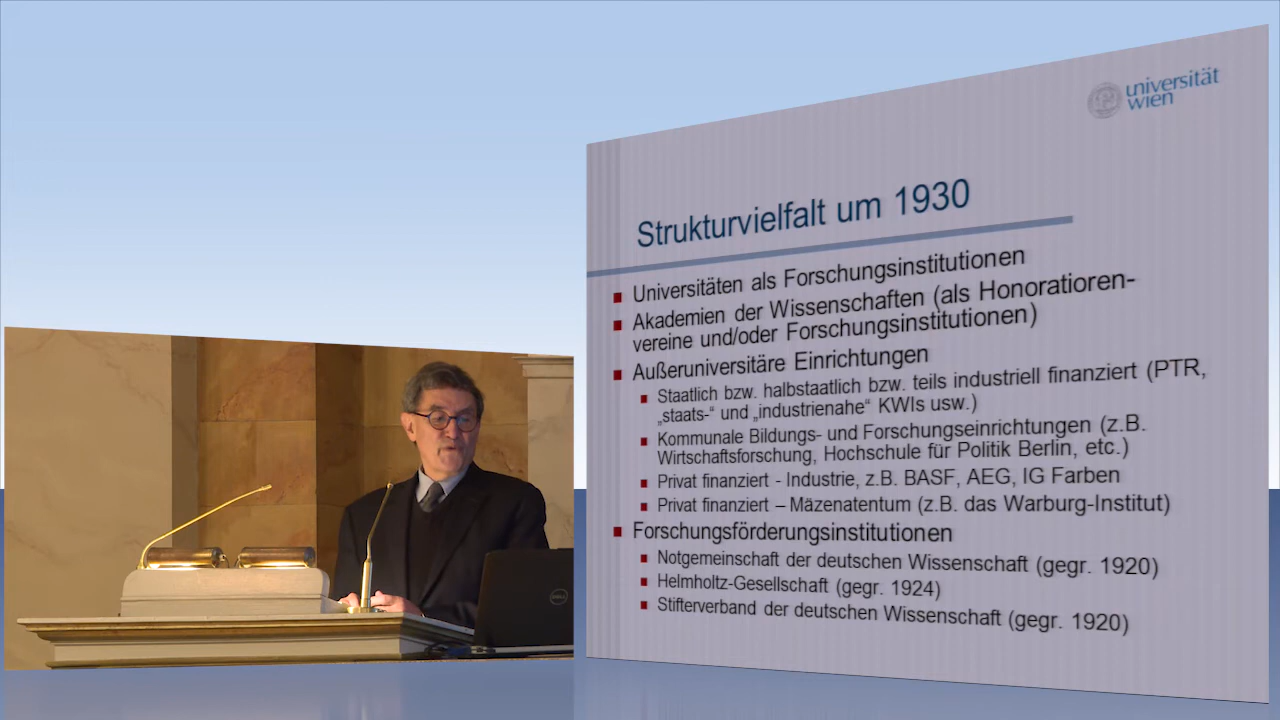 universität
wien
Strukturvielfalt um 1930
Universitäten als Forschungsinstitutionen
Akademien der Wissenschaften (als Honoratioren-
vereine und/oder Forschungsinstitutionen)
Außeruniversitäre Einrichtungen
Staatlich bzw. halbstaatlich bzw. teils industriell finanziert (PTR,
„staats-“ und „industrienahe“ KWIs usw.)
Kommunale Bildungs- und Forschungseinrichtungen (z.B.
Wirtschaftsforschung, Hochschule für Politik Berlin, etc.)
Privat finanziert - Industrie, z.B. BASF, AEG, IG Farben
Privat finanziert – Mäzenatentum (z.B. das Warburg-Institut)
Forschungsförderungsinstitutionen
Notgemeinschaft der deutschen Wissenschaft (gegr. 1920)
Helmholtz-Gesellschaft (gegr. 1924)
Stifterverband der deutschen Wissenschaft (gegr. 1920)
DELL